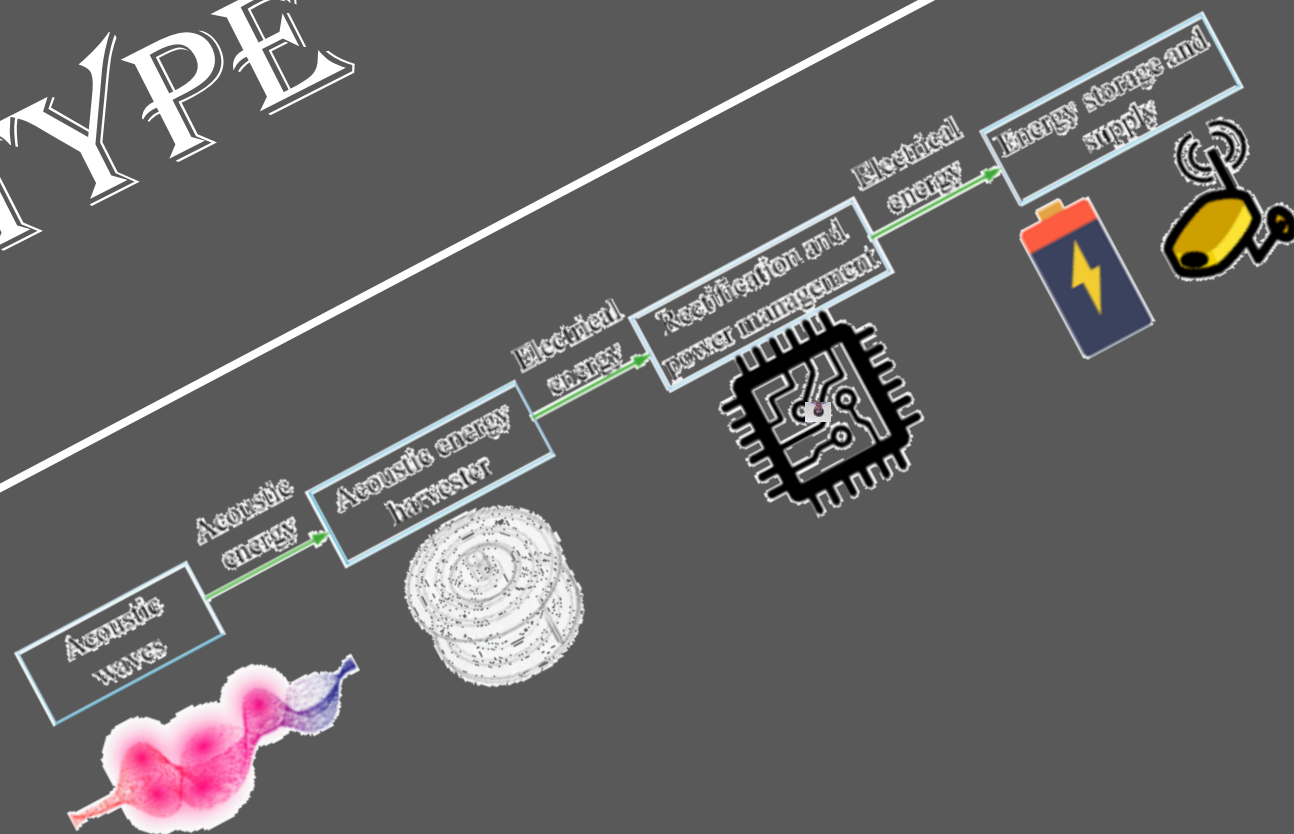 TYPE
Acoustic
waves
Acoustic
energy
Acoustic energy
harvester
Electrical
energy
Rectification and
power management
Electrical
energy
Energy storage and
supply